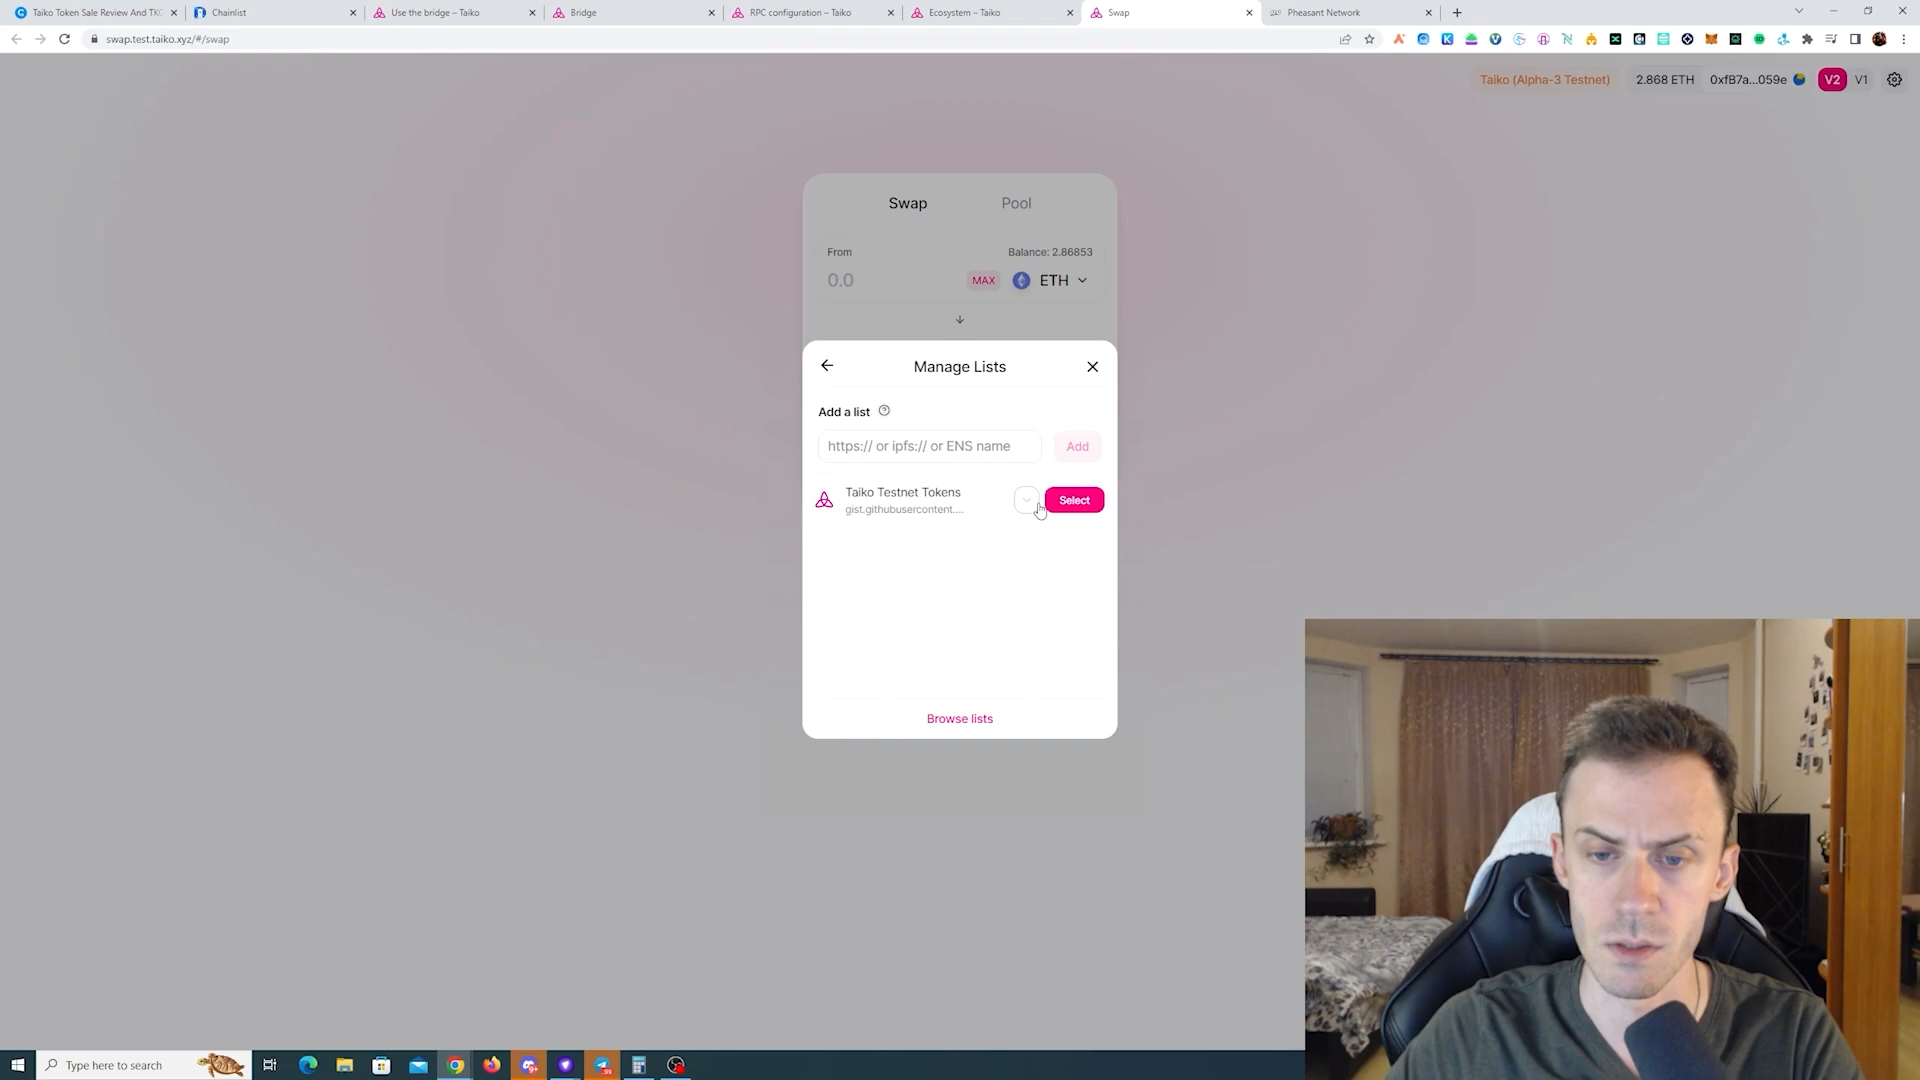 Taiko Token Sale Review And TKO
Chainlist
Use the bridge – Taiko
Bridge
RPC configuration – Taiko
Ecosystem – Taiko
Swap
Pheasant Network
swap.test.taiko.xyz/#/swap
Taiko (Alpha-3 Testnet)
2.868 ETH
0xfB7a...059e
V2
V1
Swap
Pool
From
Balance: 2.86853
0.0
MAX
ETH
Manage Lists
Add a list
https:// or ipfs:// or ENS name
Add
Taiko Testnet Tokens
gist.githubusercontent....
Select
Browse lists
Type here to search